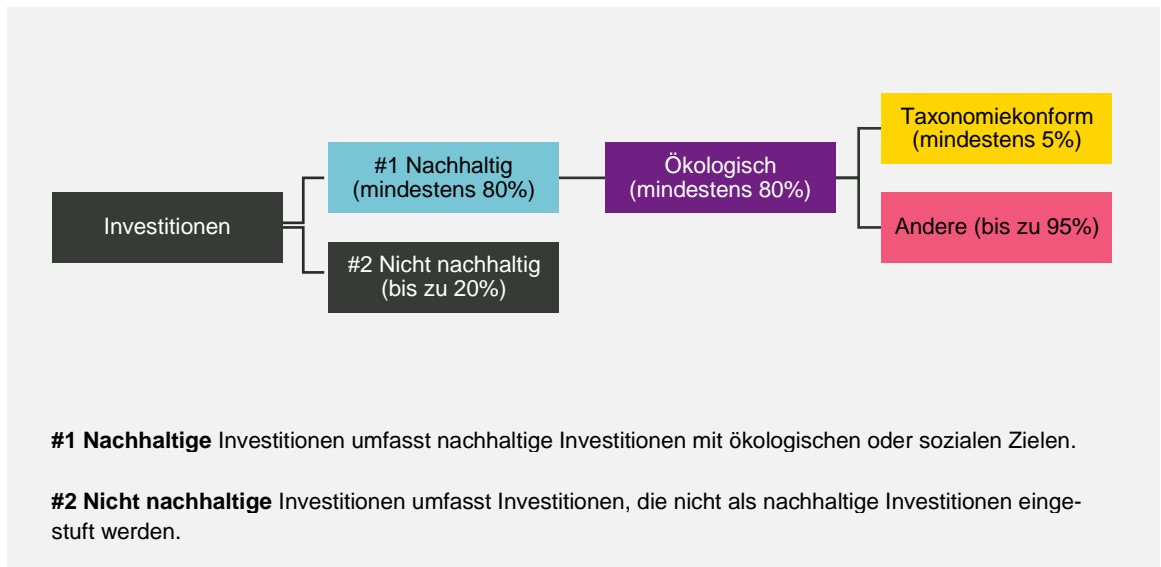 Investitionen
#1 Nachhaltig
(mindestens 80%)
#2 Nicht nachhaltig
(bis zu 20%)
Ökologisch
(mindestens 80%)
Taxonomiekonform
(mindestens 5%)
Andere (bis zu 95%)
#1 Nachhaltige Investitionen umfasst nachhaltige Investitionen mit ökologischen oder sozialen Zielen.
#2 Nicht nachhaltige Investitionen umfasst Investitionen, die nicht als nachhaltige Investitionen einge-
stuft werden.